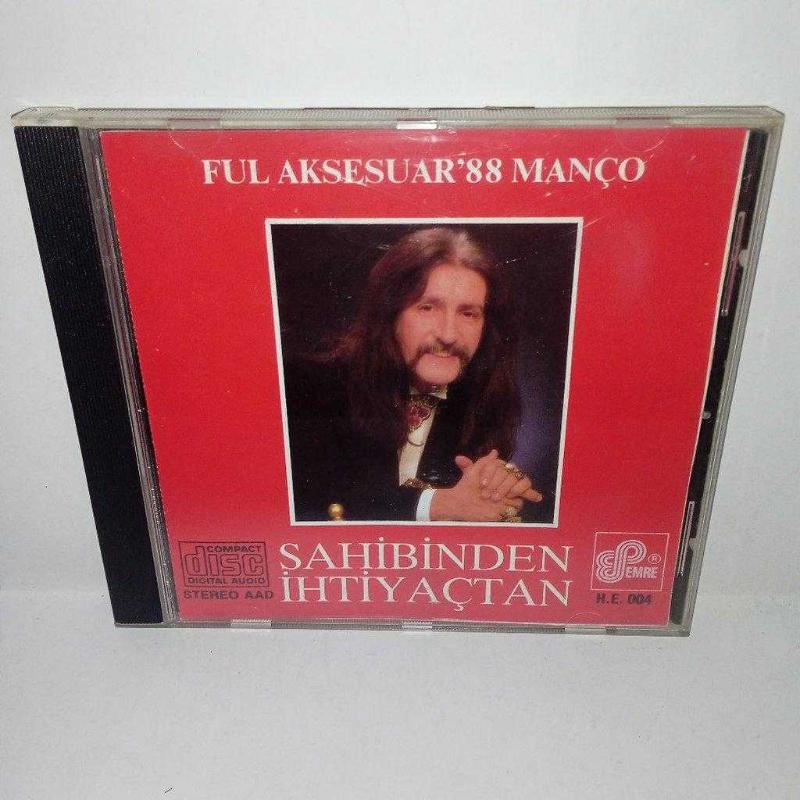 FUL AKSESUAR'88 MANÇO
COMPACT
disc
DIGITAL AUDIO
STEREO AAD
SAHİBİNDEN
İHTİYAÇTAN
EMRE ®
H.E. 004